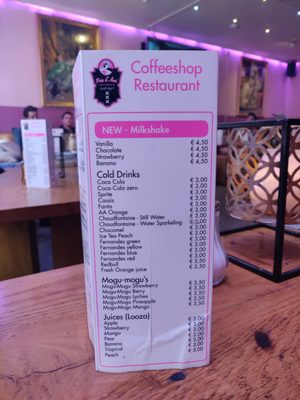 Coffeeshop
Restaurant
NEW - Milkshake
Vanilla € 4,50
Chocolate € 4,50
Strawberry € 4,50
Banana € 4,50
Cold Drinks
Coca Cola € 3,00
Coca Cola zero € 3,00
Sprite € 3,00
Cassis € 3,00
Fanta € 3,00
AA Drange € 3,00
Chaudfontaine - Still Water € 3,00
Chaudfontaine - Water Sparkeling € 3,00
Chocomel € 3,00
Ice Tea Peach € 3,00
Fernandes green € 3,00
Fernandes yellow € 3,00
Fernandes blue € 3,00
Fernandes red € 3,00
Redbull € 3,50
Fresh Orange juice € 3,50
Mogu-mogu's
Mogu-Mogu Strawberry € 3,50
Mogu-Mogu Berry € 3,50
Mogu-Mogu Lychee € 3,50
Mogu-Mogu Pineapple € 3,50
Mogu-Mogu Mango
Juices (Looza)
Apple € 3,00
Strawberry € 3,00
Mango € 3,00
Pear € 3,00
Banana € 3,00
Tropical € 3,00
Peach € 3,00